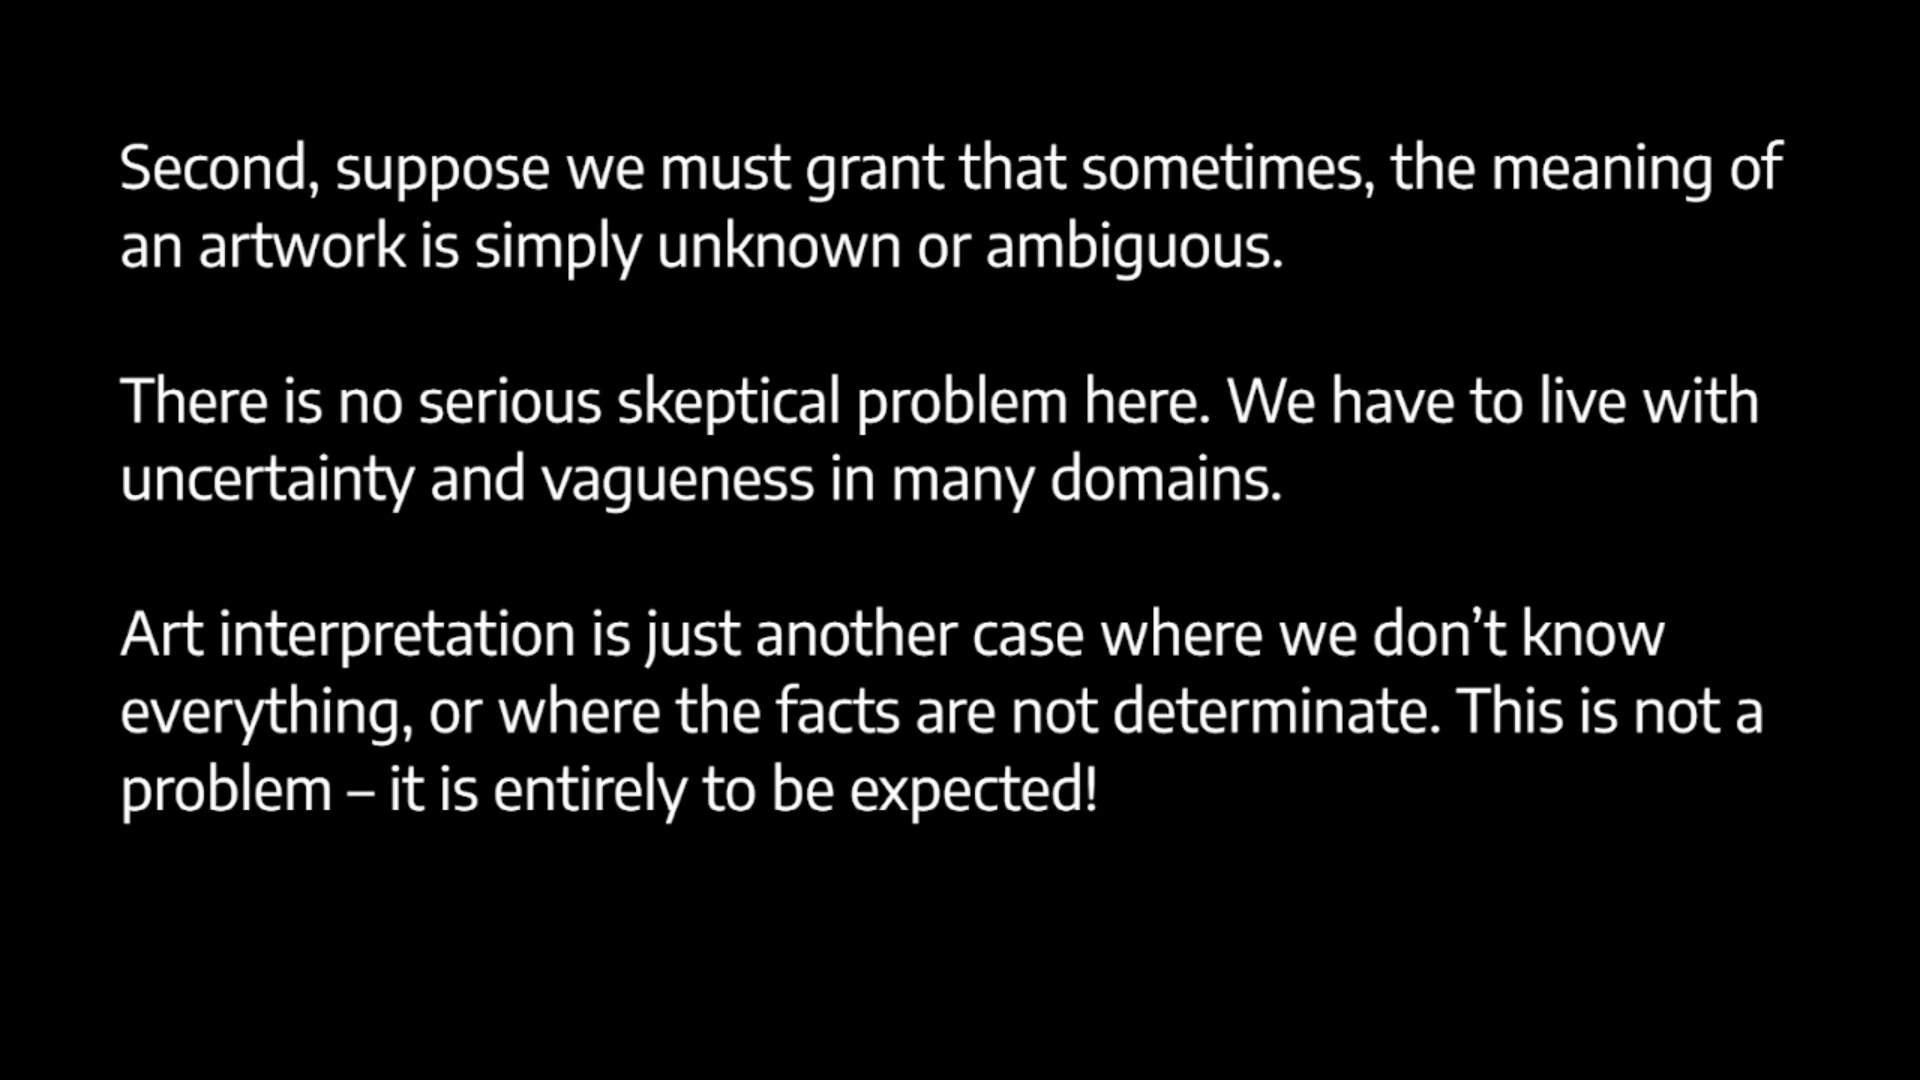 Second, suppose we must grant that sometimes, the meaning of
an artwork is simply unknown or ambiguous.
There is no serious skeptical problem here. We have to live with
uncertainty and vagueness in many domains.
Art interpretation is just another case where we don’t know
everything, or where the facts are not determinate. This is not a
problem – it is entirely to be expected!